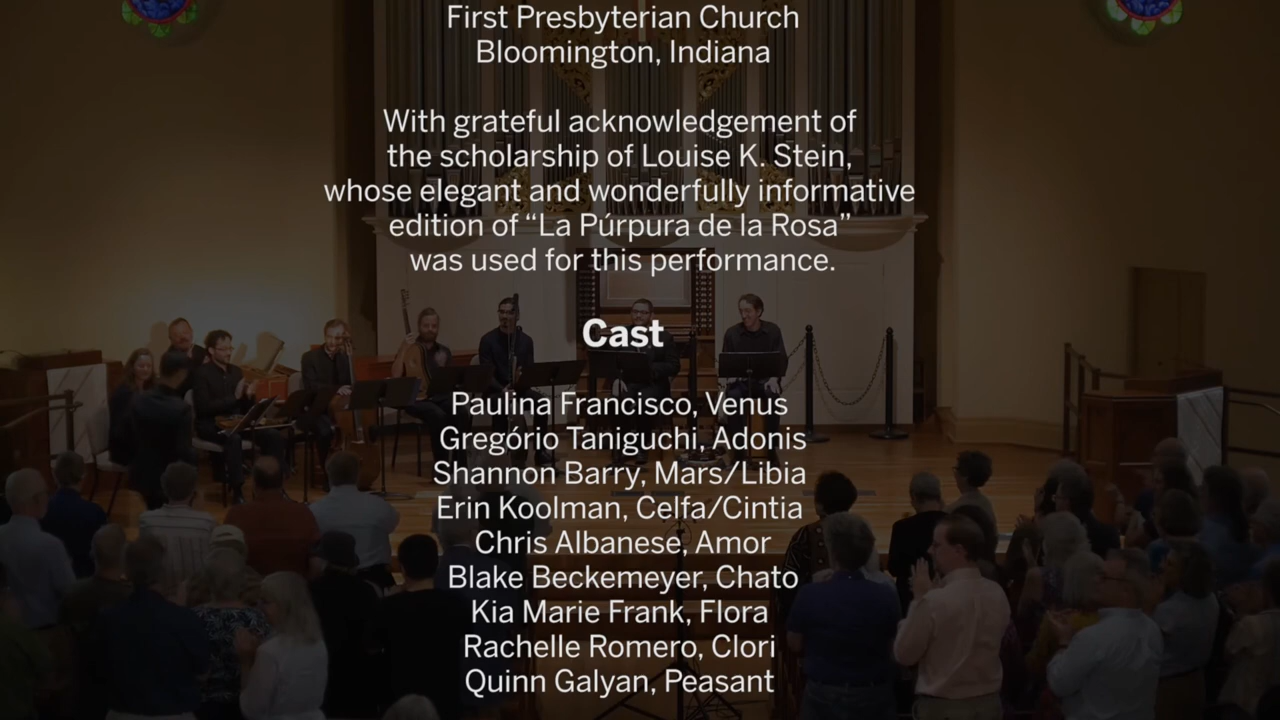 First Presbyterian Church
Bloomington, Indiana
With grateful acknowledgement of
the scholarship of Louise K. Stein,
whose elegant and wonderfully informative
edition of “La Púrpura de la Rosa”
was used for this performance.
Cast
Paulina Francisco, Venus
Gregório Taniguchi, Adonis
Shannon Barry, Mars/Libia
Erin Koolman, Celfa/Cintia
Chris Albanese, Amor
Blake Beckemeyer, Chato
Kia Marie Frank, Flora
Rachelle Romero, Clori
Quinn Galyan, Peasant